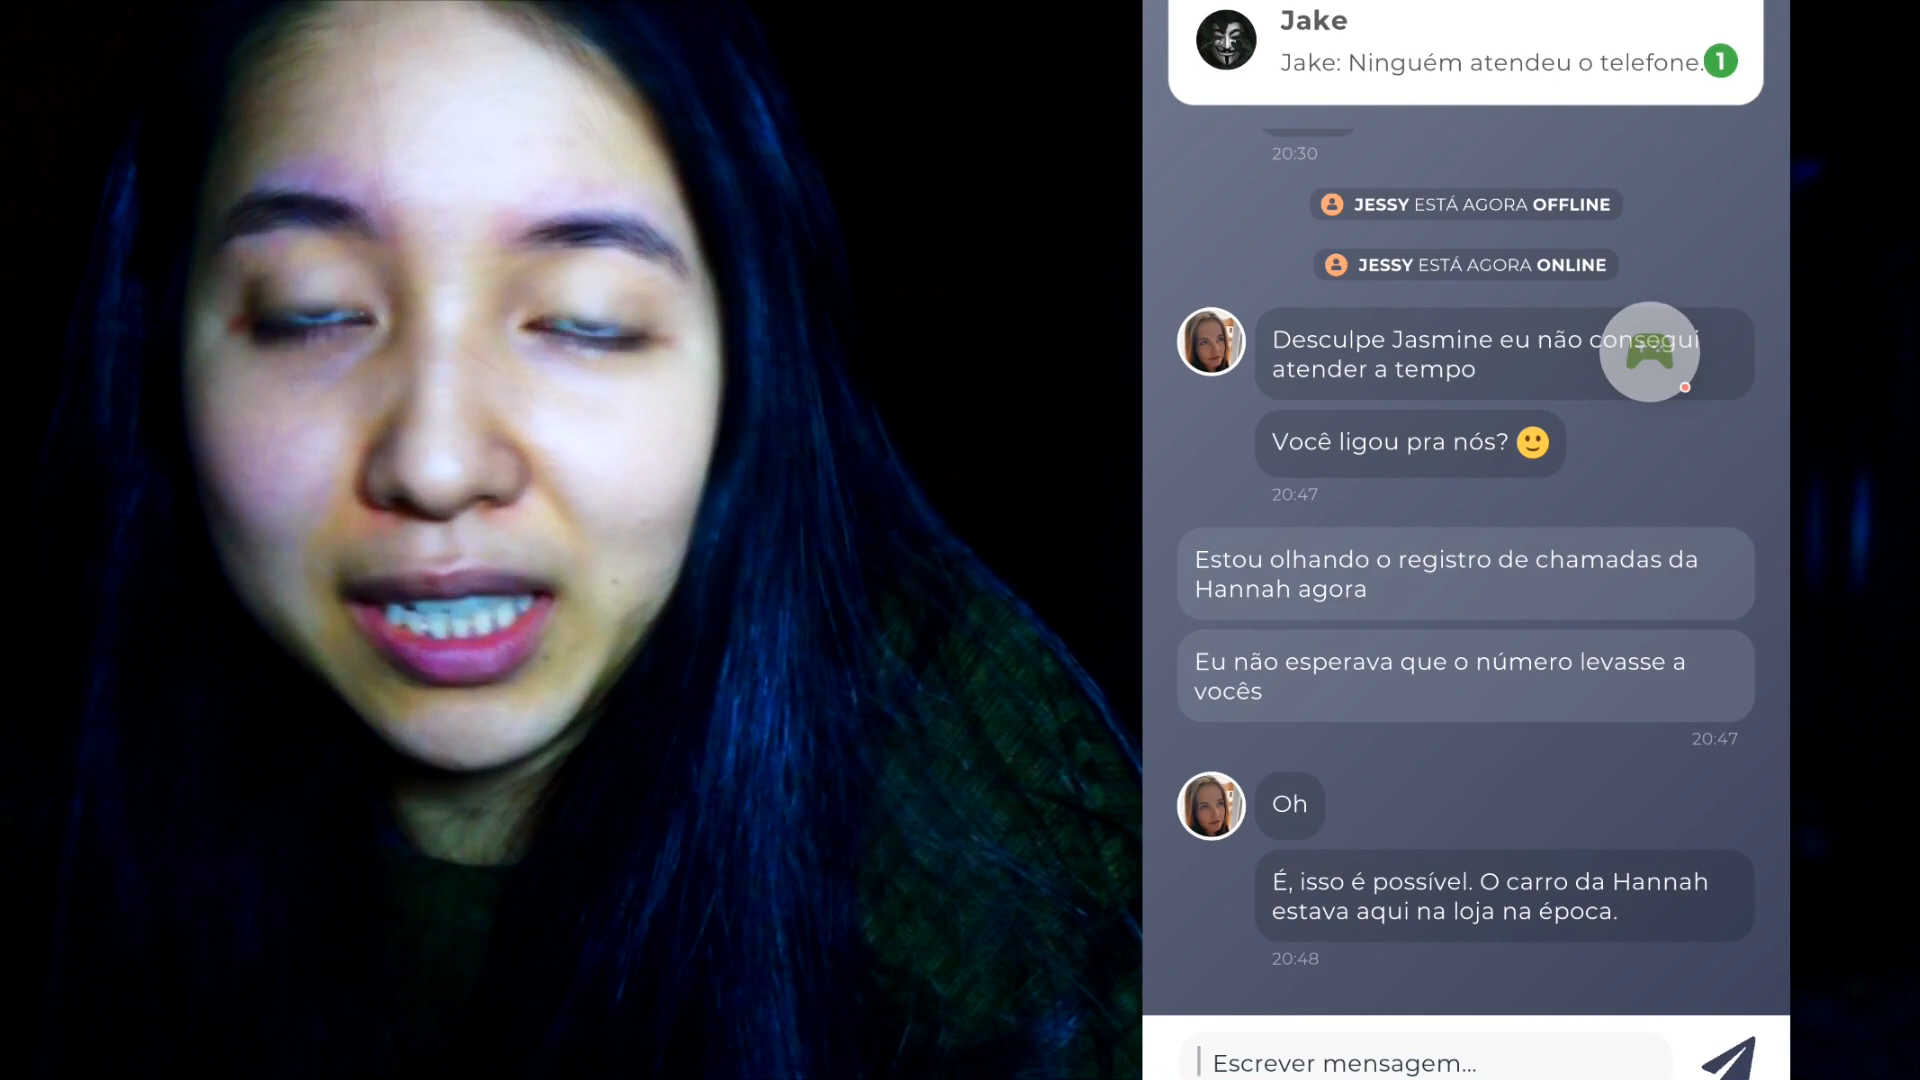 Jake
Jake: Ninguém atendeu o telefone.
1
20:30
JESSY ESTÁ AGORA OFFLINE
JESSY ESTÁ AGORA ONLINE
Desculpe Jasmine eu não consegui
atender a tempo
Você ligou pra nós? 🙂
20:47
Estou olhando o registro de chamadas da
Hannah agora
Eu não esperava que o número levasse a
vocês
20:47
Oh
É, isso é possível. O carro da Hannah
estava aqui na loja na época.
20:48
Escrever mensagem...